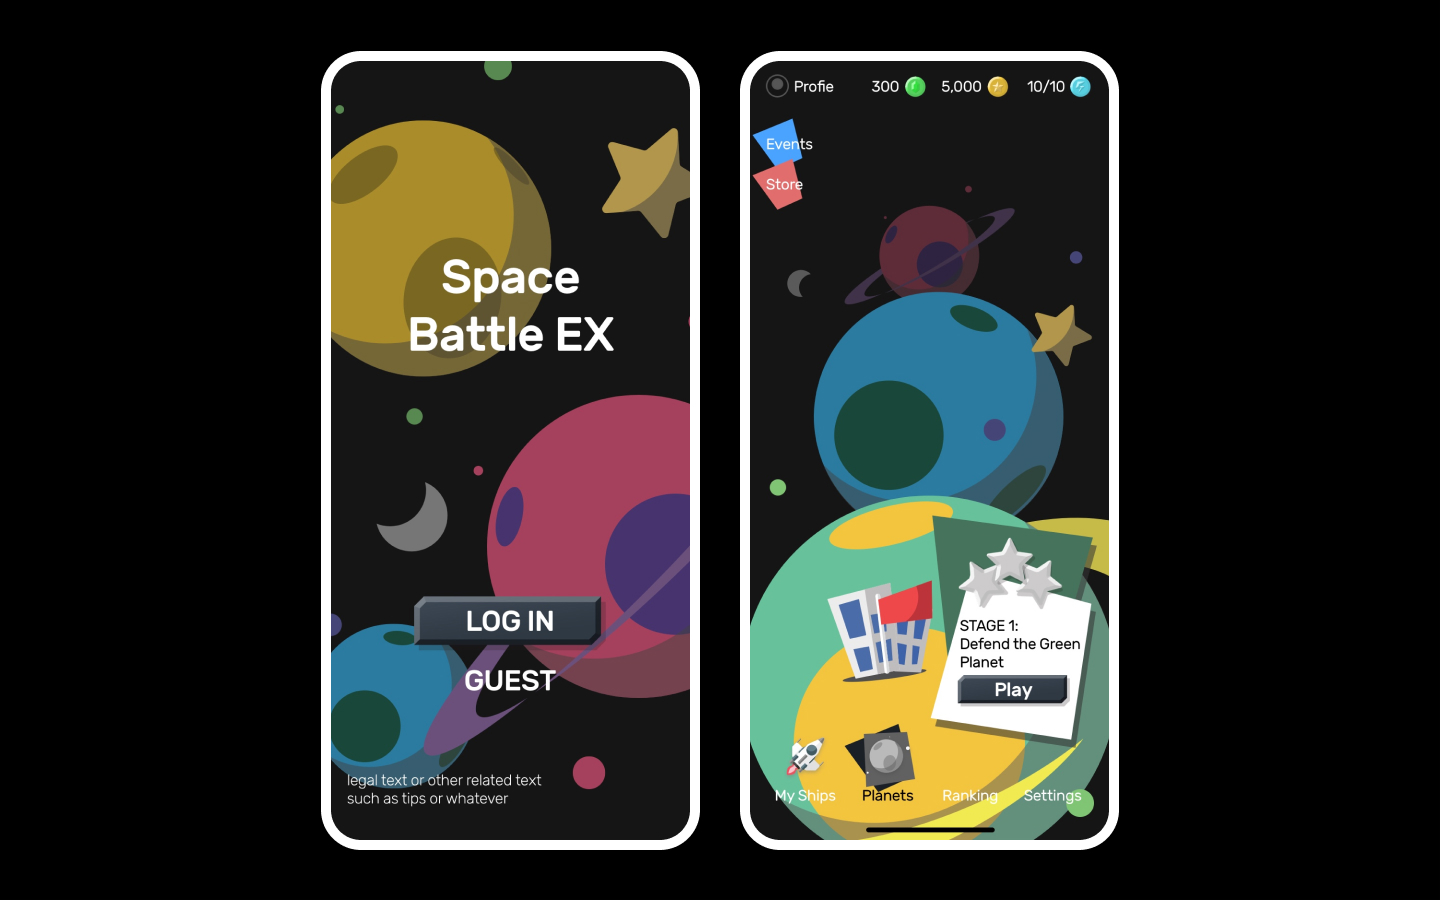 Space
Battle EX
LOG IN
GUEST
legal text or other related text
such as tips or whatever
Profie
300
5,000
10/10
Events
Store
STAGE 1:
Defend the Green
Planet
Play
My Ships
Planets
Ranking
Settings